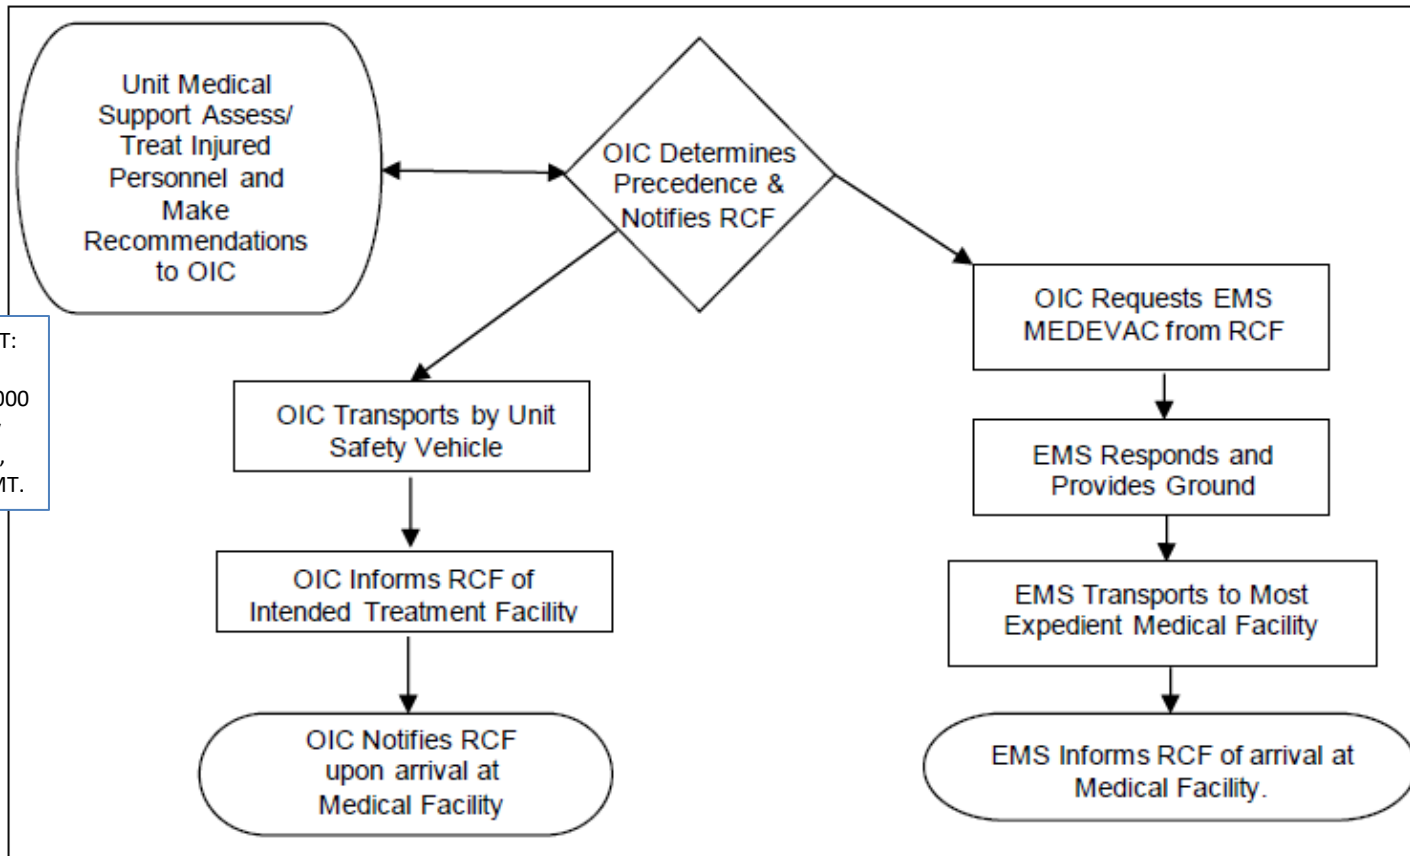 Unit Medical
Support Assess/
Treat Injured
Personnel and
Make
Recommendations
to OIC
OIC Determines
Precedence &
Notifies RCF
OIC Requests EMS
MEDEVAC from RCF
T:
000
,
MT.
OIC Transports by Unit
Safety Vehicle
EMS Responds and
Provides Ground
OIC Informs RCF of
Intended Treatment Facility
EMS Transports to Most
Expedient Medical Facility
OIC Notifies RCF
upon arrival at
Medical Facility
EMS Informs RCF of arrival at
Medical Facility.